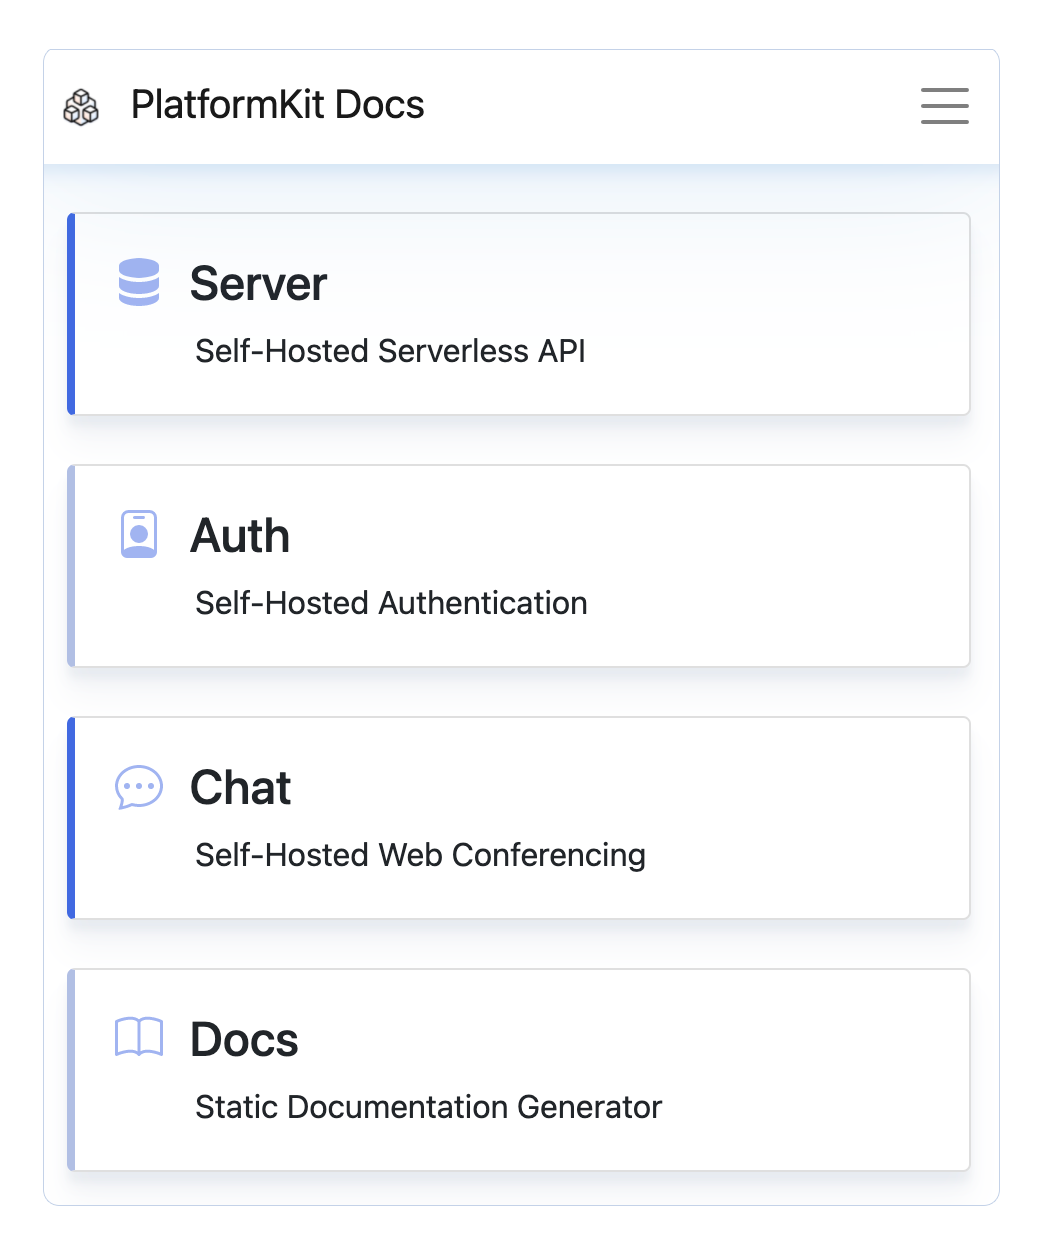 PlatformKit Docs
Server
Self-Hosted Serverless API
Auth
Self-Hosted Authentication
Chat
Self-Hosted Web Conferencing
Docs
Static Documentation Generator